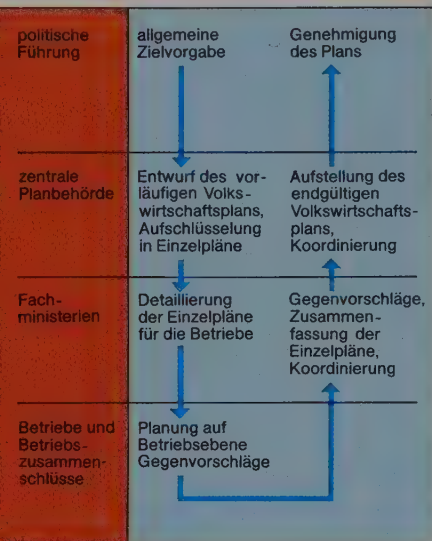 politische
Führung
allgemeine
Zielvorgabe
Genehmigung
des Plans
zentrale
Planbehörde
Entwurf des vor-
läufigen Volks-
wirtschaftsplans,
Aufschlüsselung
in Einzelpläne
Aufstellung des
endgültigen
Volkswirtschafts-
plans,
Koordinierung
Fach-
ministerien
Detaillierung
der Einzelpläne
für die Betriebe
Gegenvorschläge,
Zusammen-
fassung der
Einzelpläne,
Koordinierung
Betriebe und
Betriebs-
zusammen-
schlüsse
Planung auf
Betriebsebene
Gegenvorschläge